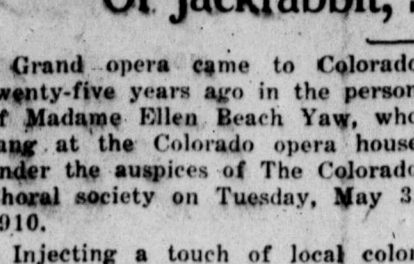 Of Jackrabbit,
Grand opera came to Colorado
wenty-five years ago in the person
f Madame Ellen Beach Yaw, who
ang at the Colorado opera house
nder the auspices of The Colorado
horal society on Tuesday, May 3
910.
Injecting a touch of local color